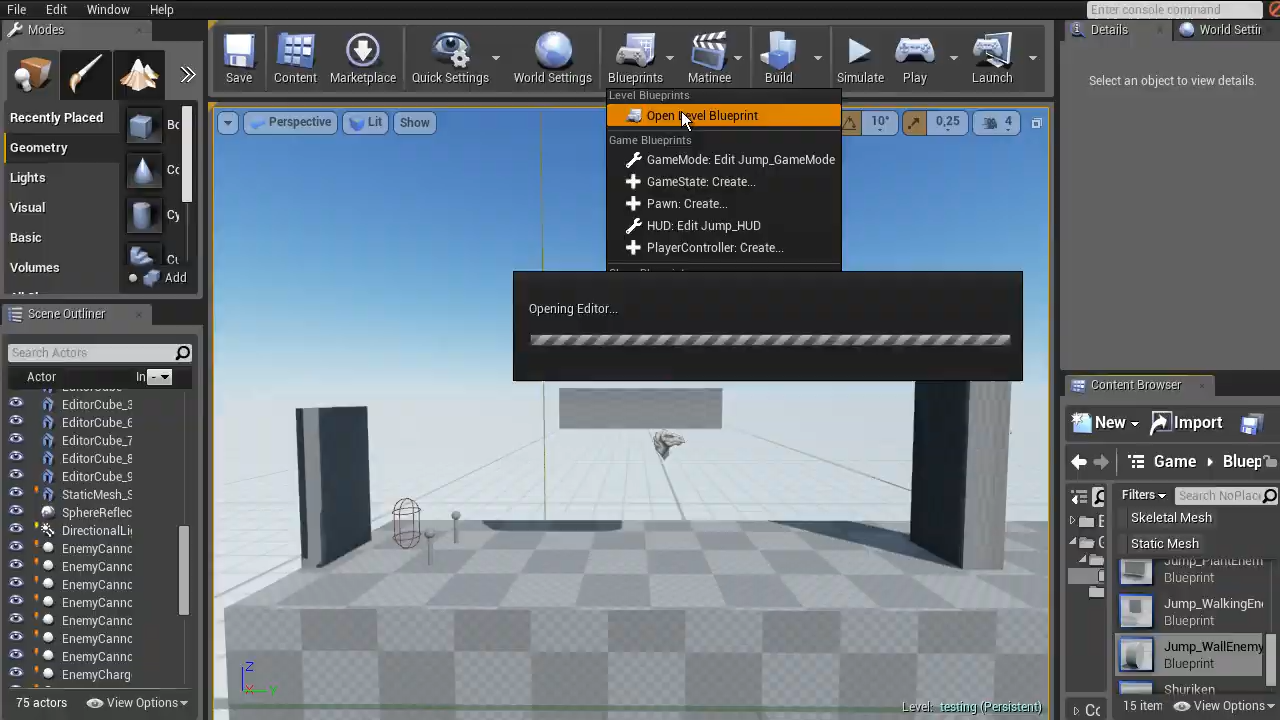 File Edit Window Help
Enter console command
Modes
Save
Content
Marketplace
Quick Settings
World Settings
Blueprints
Matinee
Build
Simulate
Play
Launch
Details
World Settin
Select an object to view details.
Recently Placed
Geometry
Lights
Visual
Basic
Volumes
Add
Perspective
Lit
Show
10°
0,25
4
Level Blueprints
Open Level Blueprint
Game Blueprints
GameMode: Edit Jump_GameMode
GameState: Create...
Pawn: Create...
HUD: Edit Jump_HUD
PlayerController: Create...
Opening Editor...
Scene Outliner
Search Actors
Actor
In
EditorCube_3
EditorCube_6
EditorCube_7
EditorCube_8
EditorCube_9
StaticMesh_S
SphereReflec
DirectionalLi
EnemyCanno
EnemyCanno
EnemyCanno
EnemyCanno
EnemyCanno
EnemyCanno
EnemyCanno
EnemyCharg
75 actors
View Options
Z
Level: testing (Persistent)
Content Browser
New
Import
Game
Bluep
Filters
Search NoPlace
Skeletal Mesh
Static Mesh
Jump_PlantEnem
Blueprint
Jump_WalkingEn
Blueprint
Jump_WallEnemy
Blueprint
Shuriken
15 item
View Options